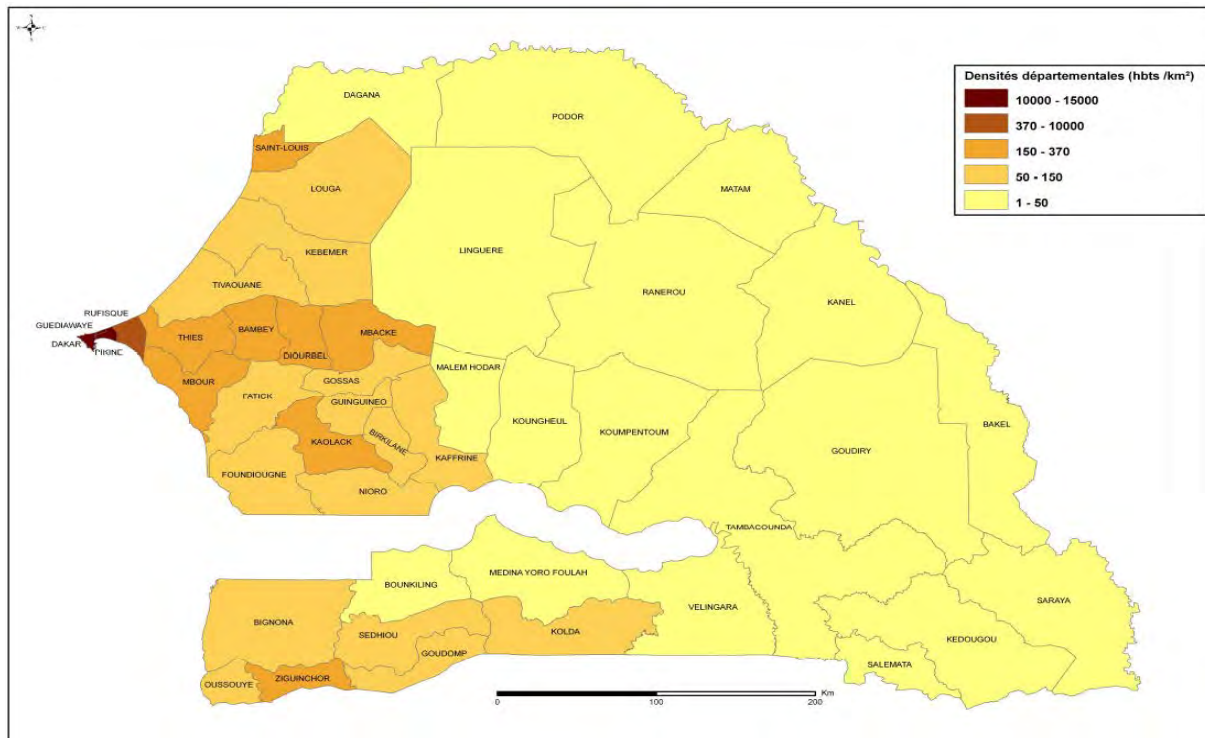 Densités départementales (hbts /km²)
10000 - 15000
370 - 10000
150 - 370
50 - 150
1 - 50
DAGANA
PODOR
SAINT-LOUIS
LOUGA
MATAM
LINGUERE
KEBEMER
TIVAOUANE
RANEROU
KANEL
RUFISQUE
GUEDIAWAYE
DAKAR
PIKINE
THIES
BAMBEY
DIOURBEL
MBACKE
MBOUR
GOSSAS
MALEM HODAR
FATICK
GUINGUINEO
KAOLACK
BIRKILANE
KOUNGHEUL
KOUMPENTOUM
GOUDIRY
BAKEL
KAFFRINE
FOUNDIOUGNE
NIORO
TAMBACOUNDA
MEDINA YORO FOULAH
BOUNKILING
VELINGARA
SARAYA
BIGNONA
SEDHIOU
KOLDA
GOUDOMP
KEDOUGOU
SALEMATA
OUSSOUYE
ZIGUINCHOR
0 100 200
Km